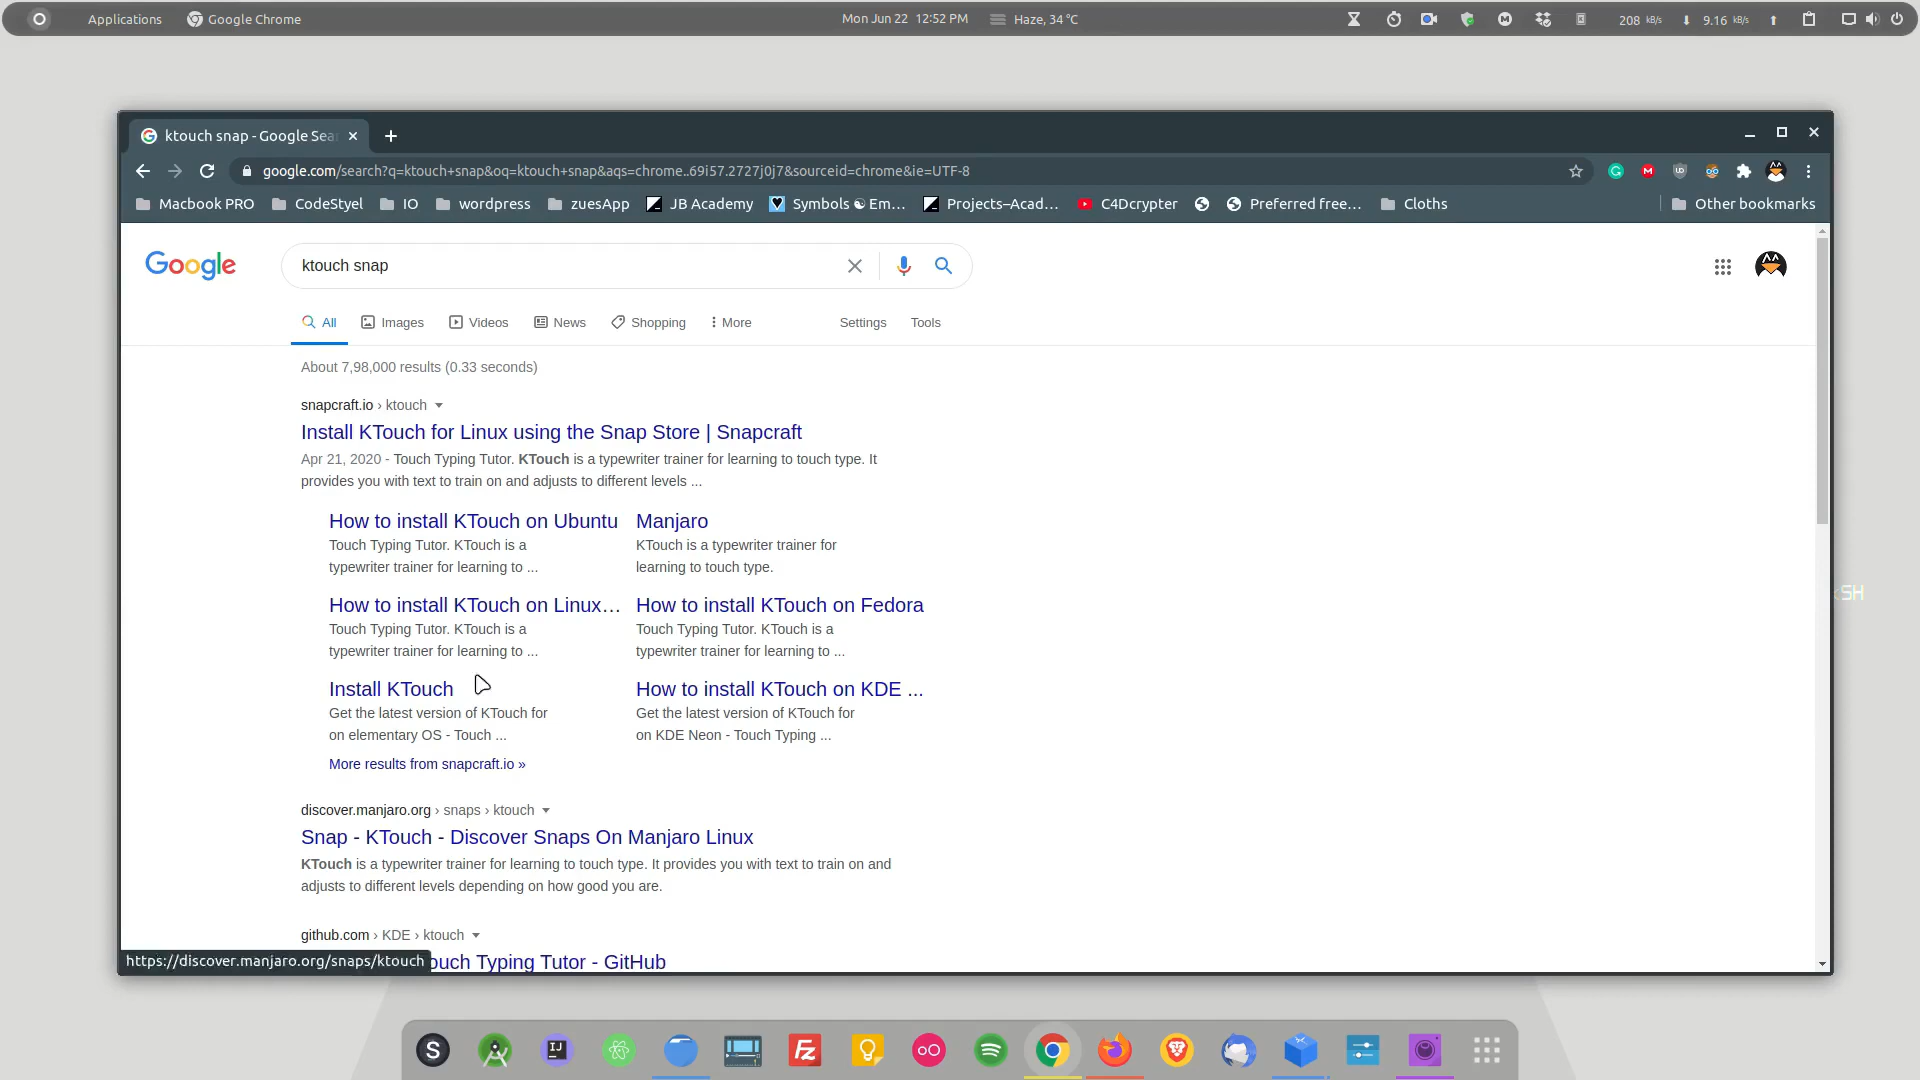 Applications Google Chrome Mon Jun 22 12:52 PM Haze, 34 °C 208 kB/s 9.16 kB/s
ktouch snap - Google Sea
google.com/search?q=ktouch+snap&oq=ktouch+snap&aqs=chrome..69i57.2727j0j7&sourceid=chrome&ie=UTF-8
Macbook PRO CodeStyel IO wordpress zuesApp JB Academy Symbols ☯ Em... Projects–Acad... C4Dcrypter Preferred free... Cloths Other bookmarks
Google ktouch snap
All Images Videos News Shopping More Settings Tools
About 7,98,000 results (0.33 seconds)
snapcraft.io › ktouch
Install KTouch for Linux using the Snap Store | Snapcraft
Apr 21, 2020 - Touch Typing Tutor. KTouch is a typewriter trainer for learning to touch type. It
provides you with text to train on and adjusts to different levels ...
How to install KTouch on Ubuntu
Touch Typing Tutor. KTouch is a
typewriter trainer for learning to ...
Manjaro
KTouch is a typewriter trainer for
learning to touch type.
How to install KTouch on Linux...
Touch Typing Tutor. KTouch is a
typewriter trainer for learning to ...
How to install KTouch on Fedora
Touch Typing Tutor. KTouch is a
typewriter trainer for learning to ...
Install KTouch
Get the latest version of KTouch for
on elementary OS - Touch ...
How to install KTouch on KDE ...
Get the latest version of KTouch for
on KDE Neon - Touch Typing ...
More results from snapcraft.io »
discover.manjaro.org › snaps › ktouch
Snap - KTouch - Discover Snaps On Manjaro Linux
KTouch is a typewriter trainer for learning to touch type. It provides you with text to train on and
adjusts to different levels depending on how good you are.
github.com › KDE › ktouch
ouch Typing Tutor - GitHub
https://discover.manjaro.org/snaps/ktouch
SH
S IJ Fz